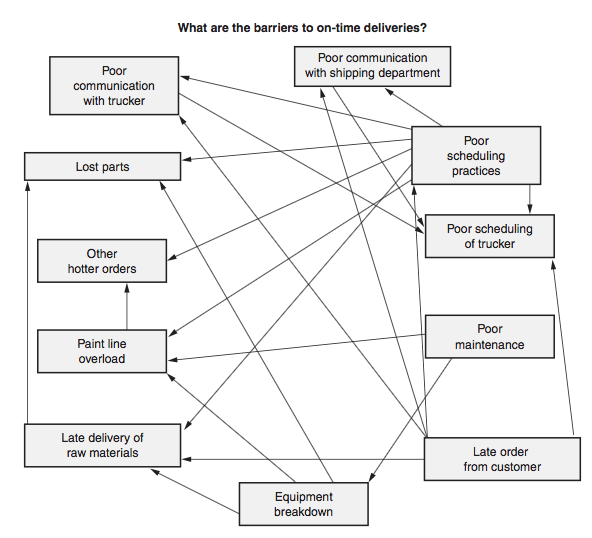 What are the barriers to on-time deliveries?
Poor communication
with shipping department
Poor
communication
with trucker
Poor
scheduling
practices
Lost parts
Poor scheduling
of trucker
Other
hotter orders
Poor
maintenance
Paint line
overload
Late delivery of
raw materials
Late order
from customer
Equipment
breakdown